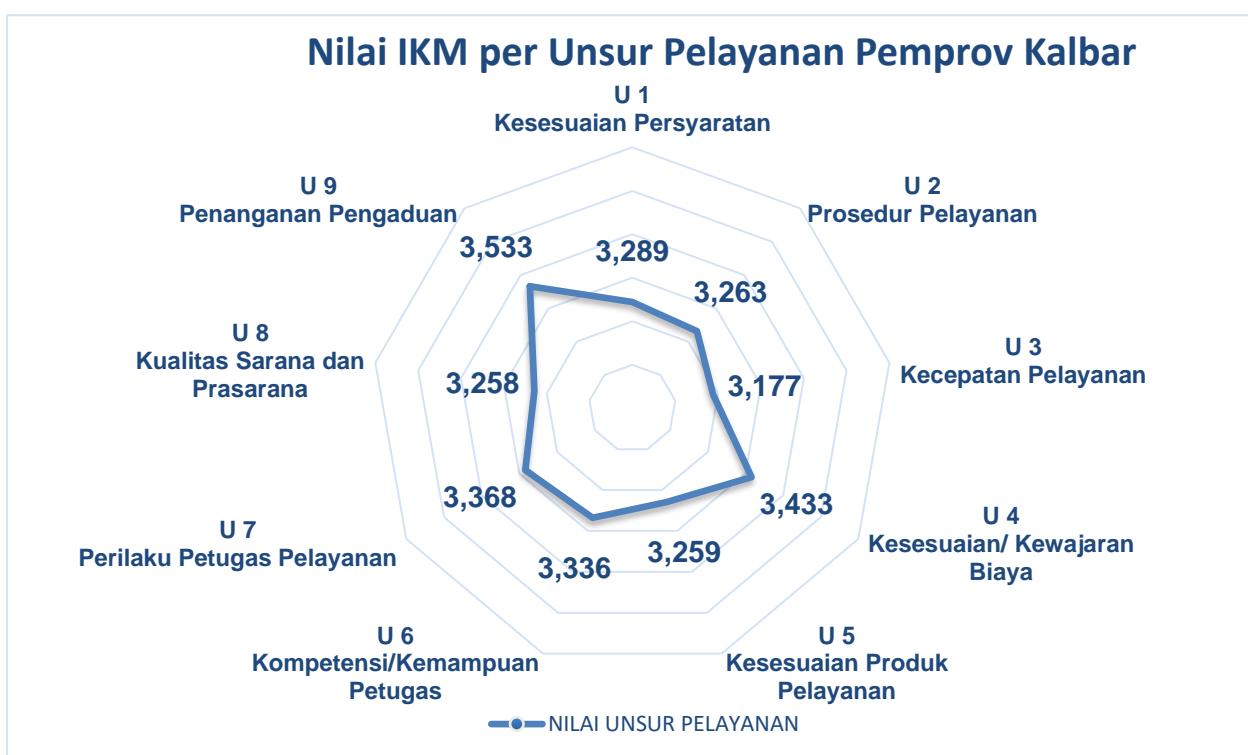 Nilai IKM per Unsur Pelayanan Pemprov Kalbar
U 1
Kesesuaian Persyaratan
U 2
Prosedur Pelayanan
U 3
Kecepatan Pelayanan
U 4
Kesesuaian/ Kewajaran
Biaya
U 5
Kesesuaian Produk
Pelayanan
U 6
Kompetensi/Kemampuan
Petugas
U 7
Perilaku Petugas Pelayanan
U 8
Kualitas Sarana dan
Prasarana
U 9
Penanganan Pengaduan
3,289
3,263
3,177
3,433
3,259
3,336
3,368
3,258
3,533
NILAI UNSUR PELAYANAN